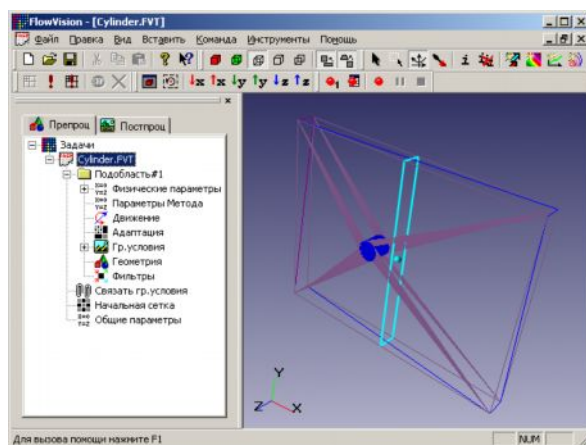 FlowVision - [Cylinder.FVT]
Файл Правка Вид Вставить Команда Инструменты Помощь
x x y y z z
Препроц Постпроц
Задачи
Cylinder.FVT
Подобласть#1
Физические параметры
Параметры Метода
Движение
Адаптация
Гр.условия
Геометрия
Фильтры
Связать гр.условия
Начальная сетка
Общие параметры
Y
Z X
Для вызова помощи нажмите F1
NUM